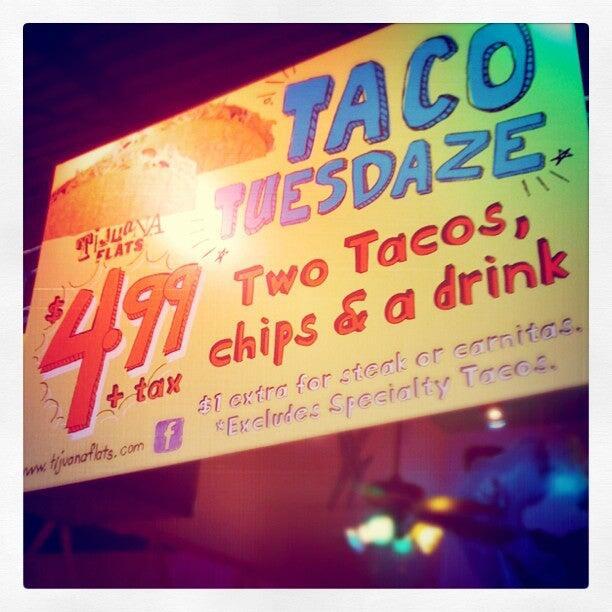 TACO
TUESDAZE
TIJUANA
FLATS
$4.99
+ tax
Two Tacos,
chips & a drink
$1 extra for steak or carnitas.
*Excludes Specialty Tacos.
www.tijuanaflats.com
f